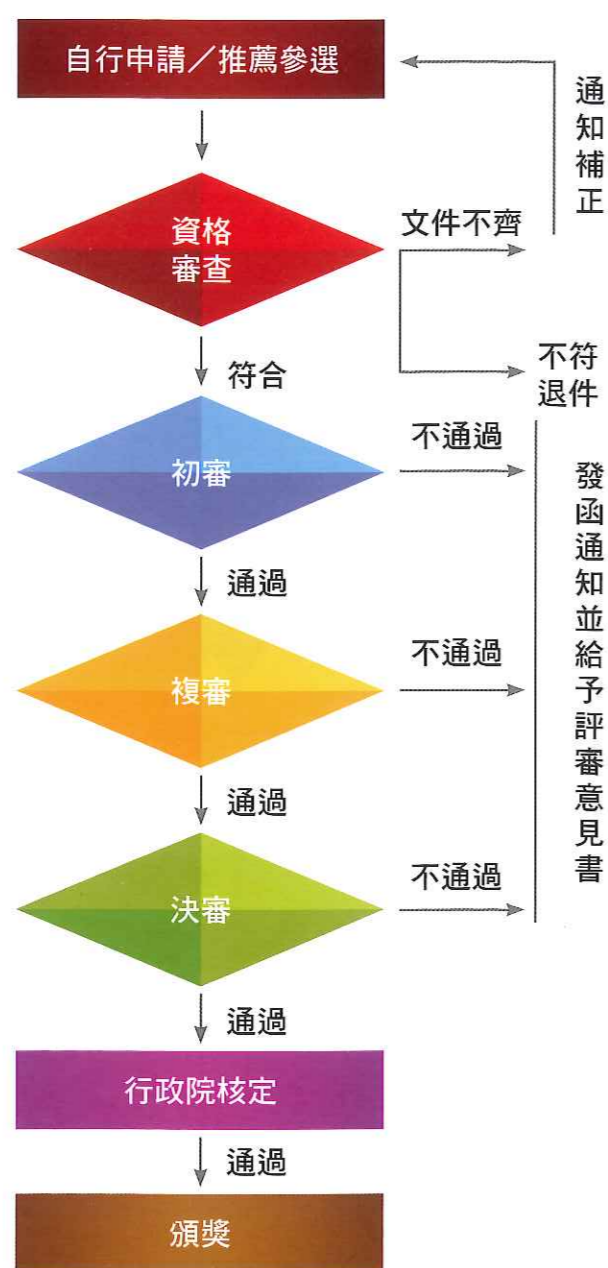 自行申請／推薦參選
通知補正
資格
審查
文件不齊
符合
不符
退件
初審
不通過
發函通知並給予評審意見書
通過
複審
不通過
通過
決審
不通過
通過
行政院核定
通過
頒獎